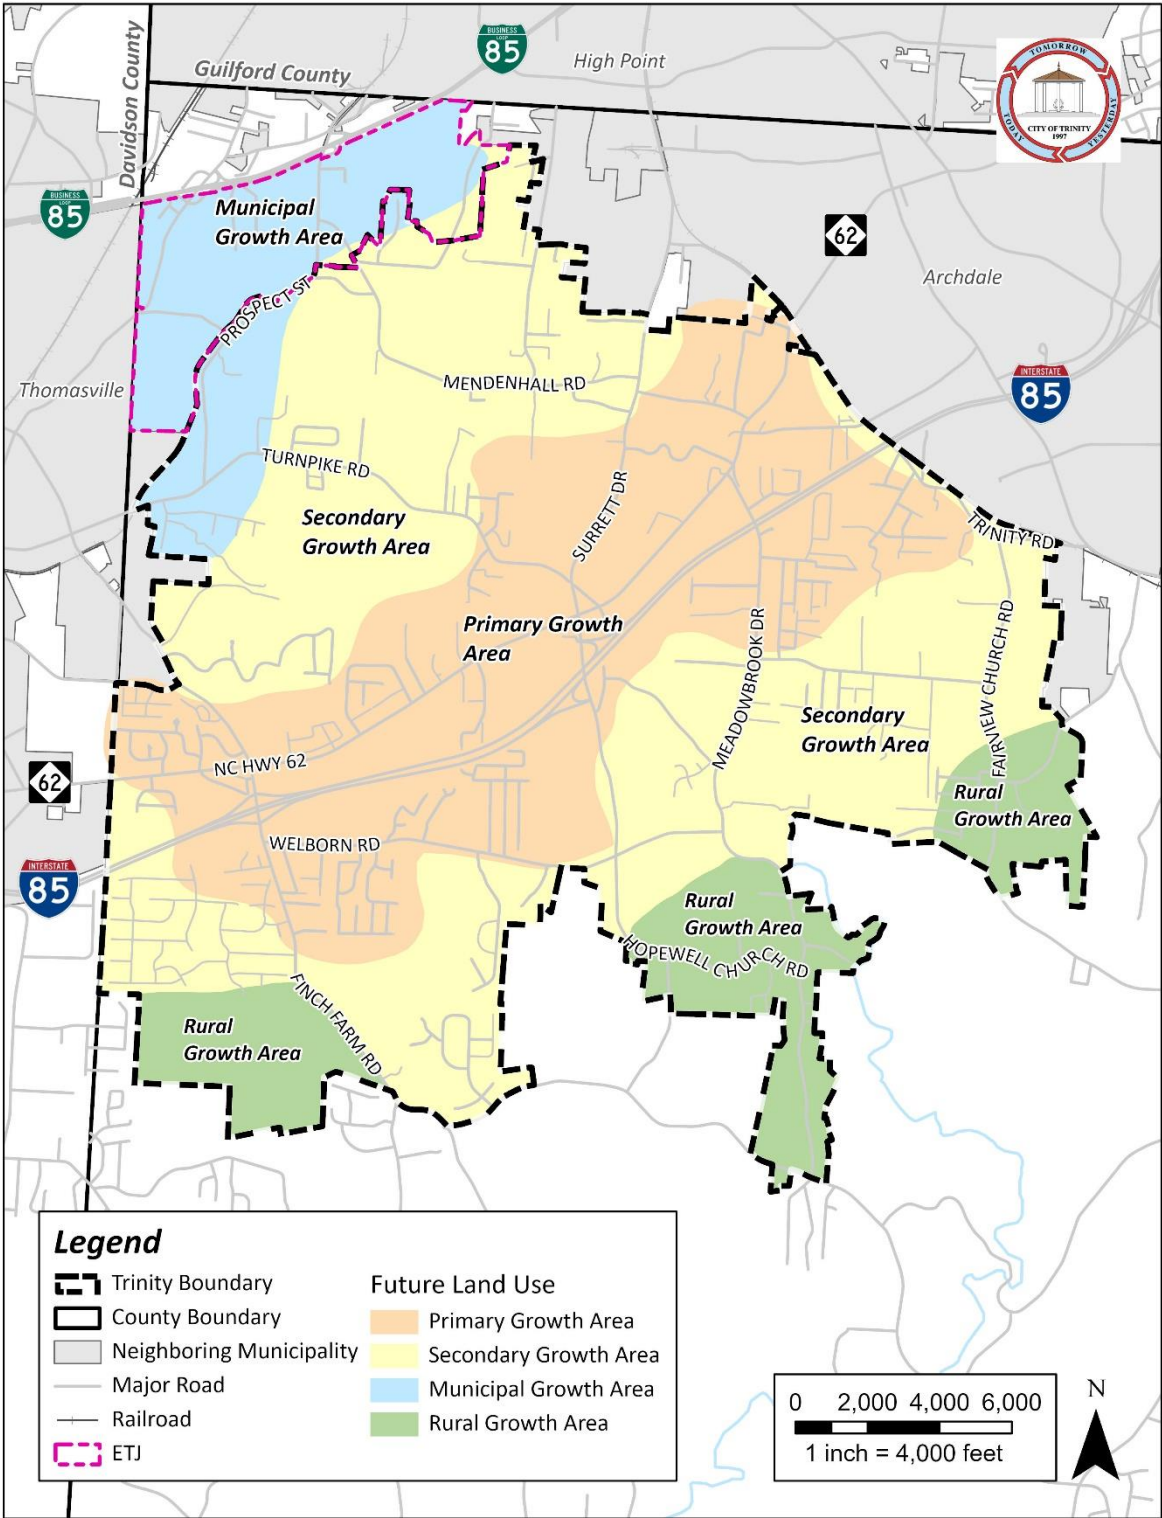 BUSINESS
LOOP
85
High Point
Guilford County
Davidson County
TOMORROW
TODAY
YESTERDAY
CITY OF TRINITY
1997
BUSINESS
LOOP
85
Municipal
Growth Area
62
Archdale
PROSPECT ST
Thomasville
MENDENHALL RD
INTERSTATE
85
TURNPIKE RD
SURRETT DR
Secondary
Growth Area
TRINITY RD
Primary Growth
Area
MEADOWBROOK DR
FAIRVIEW CHURCH RD
Secondary
Growth Area
NC HWY 62
62
Rural
Growth Area
WELBORN RD
INTERSTATE
85
Rural
Growth Area
HOPEWELL CHURCH RD
FINCH FARM RD
Rural
Growth Area
Legend
Trinity Boundary
County Boundary
Neighboring Municipality
Major Road
Railroad
ETJ
Future Land Use
Primary Growth Area
Secondary Growth Area
Municipal Growth Area
Rural Growth Area
0 2,000 4,000 6,000
1 inch = 4,000 feet
N